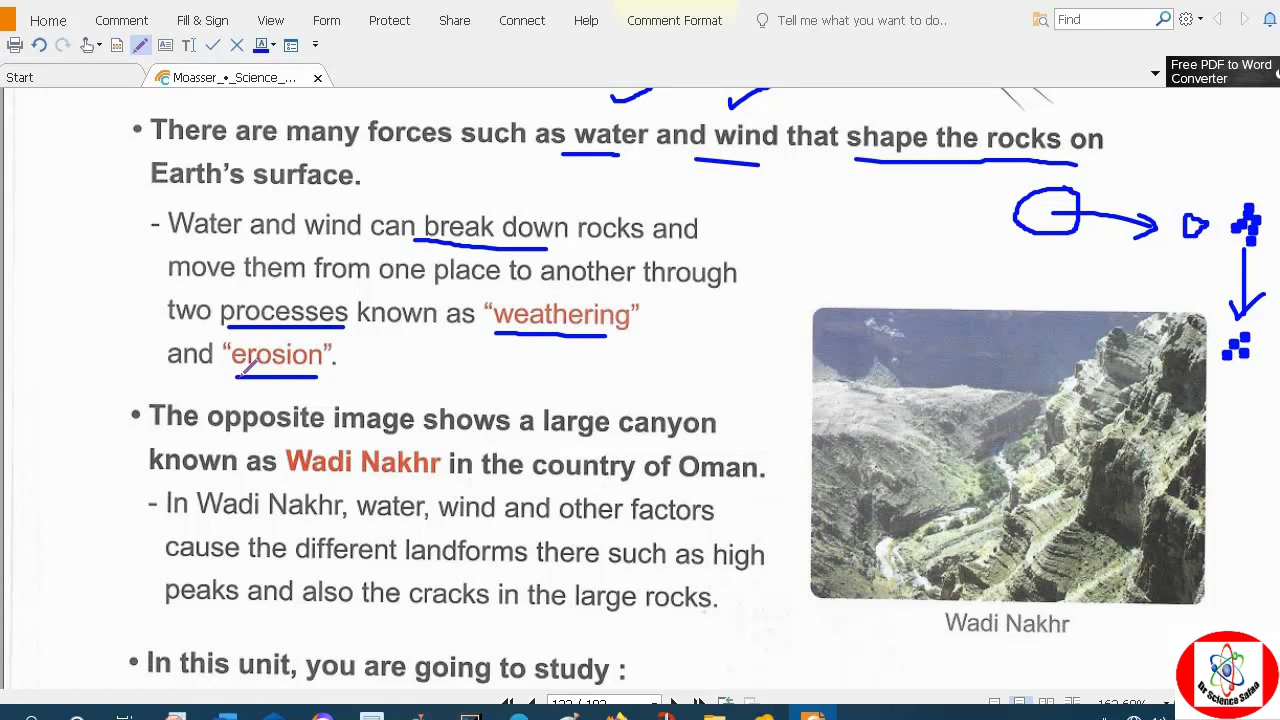 Home Comment Fill & Sign View Form Protect Share Connect Help Comment Format Tell me what you want to do.. Find
Start Moasser_•_Science_... Free PDF to Word
Converter
• There are many forces such as water and wind that shape the rocks on
Earth's surface.
- Water and wind can break down rocks and
move them from one place to another through
two processes known as “weathering”
and “erosion”.
• The opposite image shows a large canyon
known as Wadi Nakhr in the country of Oman.
- In Wadi Nakhr, water, wind and other factors
cause the different landforms there such as high
peaks and also the cracks in the large rocks.
Wadi Nakhr
• In this unit, you are going to study :
Dr Science Safaa